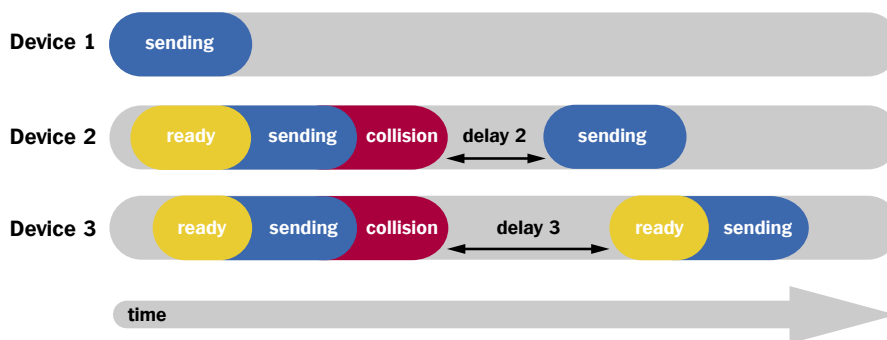 Device 1 sending
Device 2 ready sending collision delay 2 sending
Device 3 ready sending collision delay 3 ready sending
time